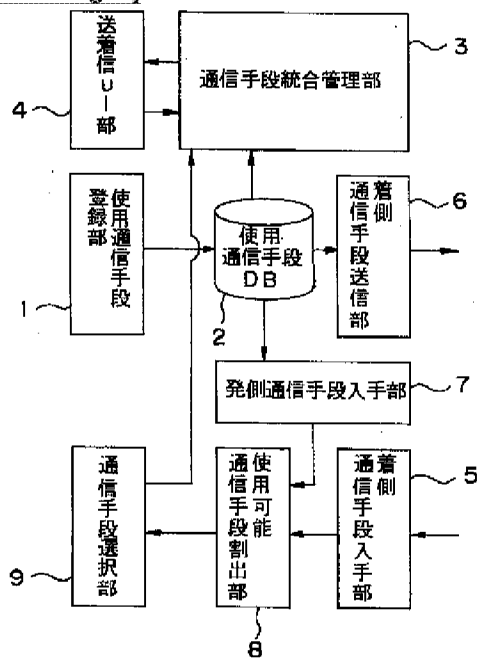 送着信UI部
4
通信手段統合管理部
3
使用通信手段
登録部
1
使用
通信手段
DB
2
着側
通信手段送信部
6
発側通信手段入手部
7
通信手段選択部
9
使用可能
通信手段割出部
8
着側
通信手段入手部
5